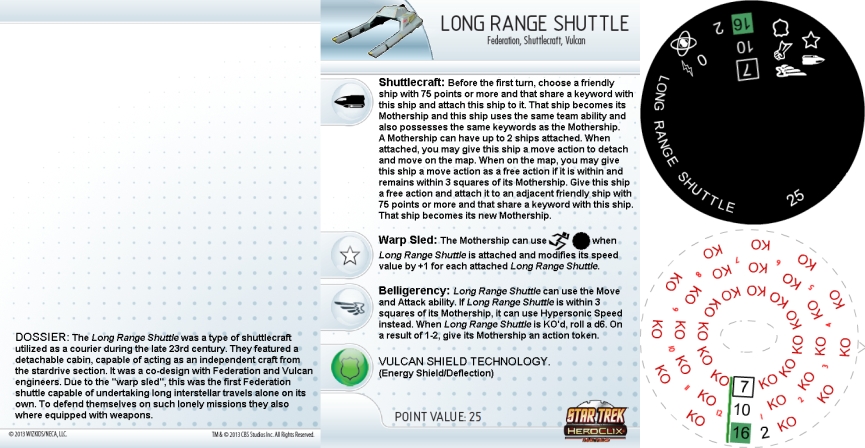 DOSSIER: The Long Range Shuttle was a type of shuttlecraft
utilized as a courier during the late 23rd century. They featured a
detachable cabin, capable of acting as an independent craft from
the stardrive section. It was a co-design with Federation and Vulcan
engineers. Due to the "warp sled", this was the first Federation
shuttle capable of undertaking long interstellar travels alone on its
own. To defend themselves on such lonely missions they also
where equipped with weapons.
© 2013 WIZKIDS/NECA, LLC.
TM & © 2013 CBS Studios Inc. All Rights Reserved.
LONG RANGE SHUTTLE
Federation, Shuttlecraft, Vulcan
Shuttlecraft: Before the first turn, choose a friendly
ship with 75 points or more and that share a keyword with
this ship and attach this ship to it. That ship becomes its
Mothership and this ship uses the same team ability and
also possesses the same keywords as the Mothership.
A Mothership can have up to 2 ships attached. When
attached, you may give this ship a move action to detach
and move on the map. When on the map, you may give
this ship a move action as a free action if it is within and
remains within 3 squares of its Mothership. Give this ship
a free action and attach it to an adjacent friendly ship with
75 points or more and that share a keyword with this ship.
That ship becomes its new Mothership.
Warp Sled: The Mothership can use when
Long Range Shuttle is attached and modifies its speed
value by +1 for each attached Long Range Shuttle.
Belligerency: Long Range Shuttle can use the Move
and Attack ability. If Long Range Shuttle is within 3
squares of its Mothership, it can use Hypersonic Speed
instead. When Long Range Shuttle is KO'd, roll a d6. On
a result of 1-2, give its Mothership an action token.
VULCAN SHIELD TECHNOLOGY.
(Energy Shield/Deflection)
POINT VALUE: 25
STAR TREK
HEROCLIX
2
16
10
7
0
LONG RANGE SHUTTLE
25
KO KO KO KO KO KO KO KO KO KO KO
KO KO KO KO KO KO KO KO KO KO KO
KO KO KO KO KO KO KO KO KO KO KO
7
10
16
2